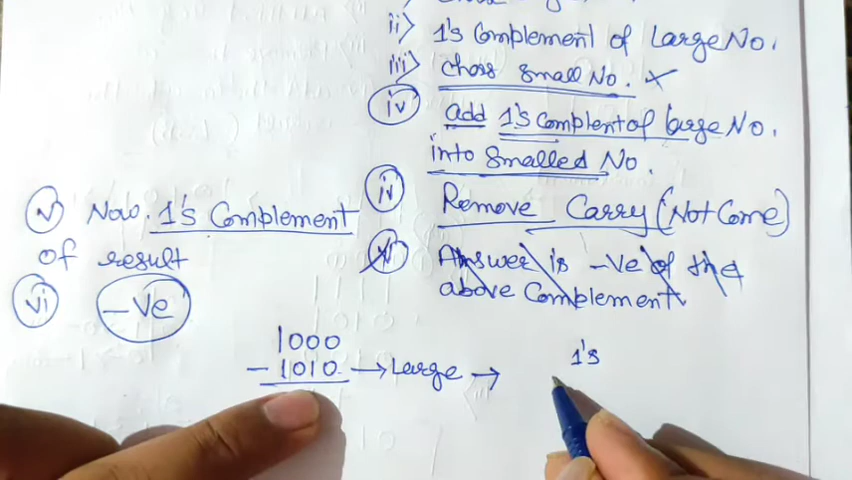 ii> 1's Complement of Large No.
iii> chose small No. ×
iv add 1's complent of large No.
into smalled No.
iv Remove Carry (Not Come)
v Answer is -Ve of the
above Complement
v Now. 1's Complement
of result
vi -Ve
1000
- 1010 → Large →
1's